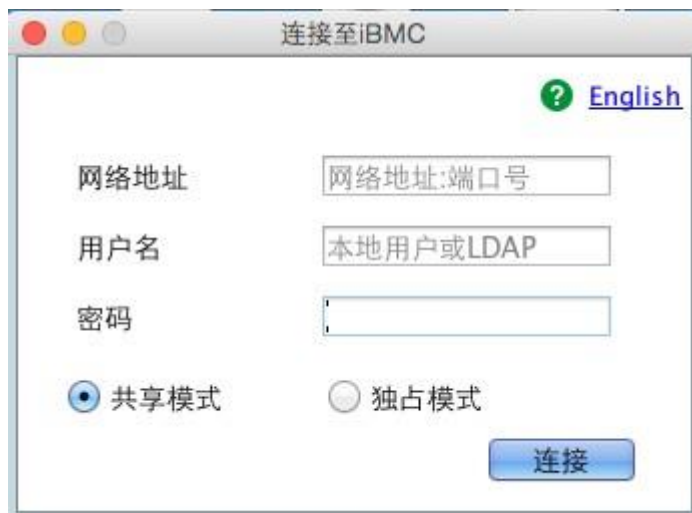 连接至iBMC
? English
网络地址 网络地址:端口号
用户名 本地用户或LDAP
密码
共享模式 独占模式
连接